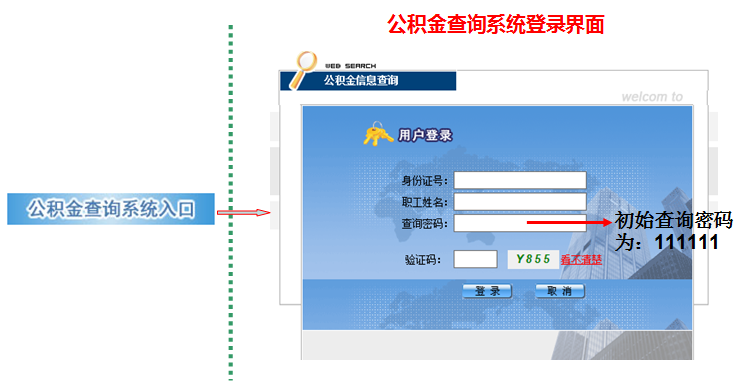 公积金查询系统登录界面
WEB SEARCH
公积金信息查询
welcom to
用户登录
身份证号：
职工姓名：
公积金查询系统入口
查询密码：
初始查询密码
为：111111
验证码：
Y855
看不清楚
登 录
取 消